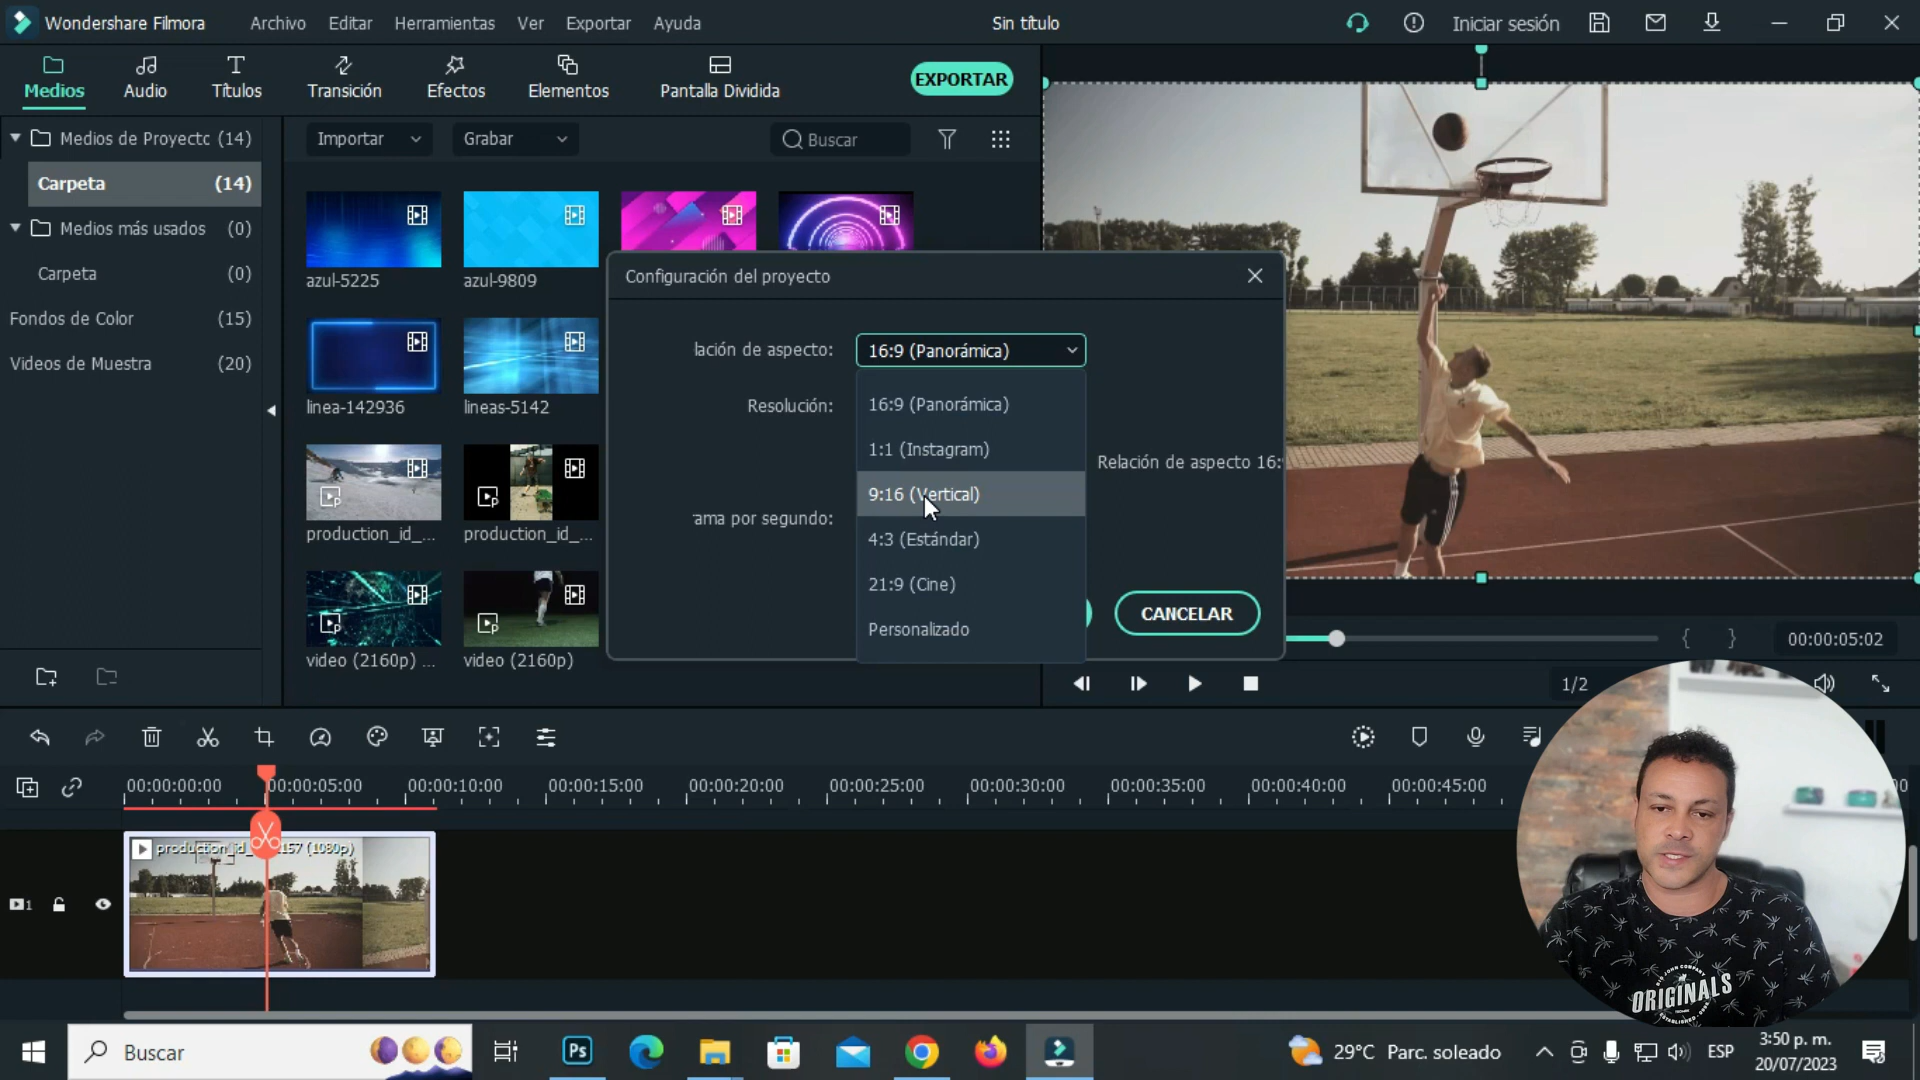 Wondershare Filmora
Archivo
Editar
Herramientas
Ver
Exportar
Ayuda
Sin título
Iniciar sesión
Medios
Audio
Títulos
Transición
Efectos
Elementos
Pantalla Dividida
EXPORTAR
Medios de Proyecto (14)
Carpeta (14)
Medios más usados (0)
Carpeta (0)
Fondos de Color (15)
Videos de Muestra (20)
Importar
Grabar
Buscar
azul-5225
azul-9809
linea-142936
lineas-5142
production_id_...
production_id_...
video (2160p) ...
video (2160p)
Configuración del proyecto
lación de aspecto:
16:9 (Panorámica)
Resolución:
16:9 (Panorámica)
1:1 (Instagram)
9:16 (Vertical)
4:3 (Estándar)
21:9 (Cine)
Personalizado
Relación de aspecto 16:
ama por segundo:
CANCELAR
00:00:05:02
1/2
00:00:00:00
00:00:05:00
00:00:10:00
00:00:15:00
00:00:20:00
00:00:25:00
00:00:30:00
00:00:35:00
00:00:40:00
00:00:45:00
1
ORIGINALS
Buscar
Ps
29°C Parc. soleado
ESP
3:50 p. m.
20/07/2023